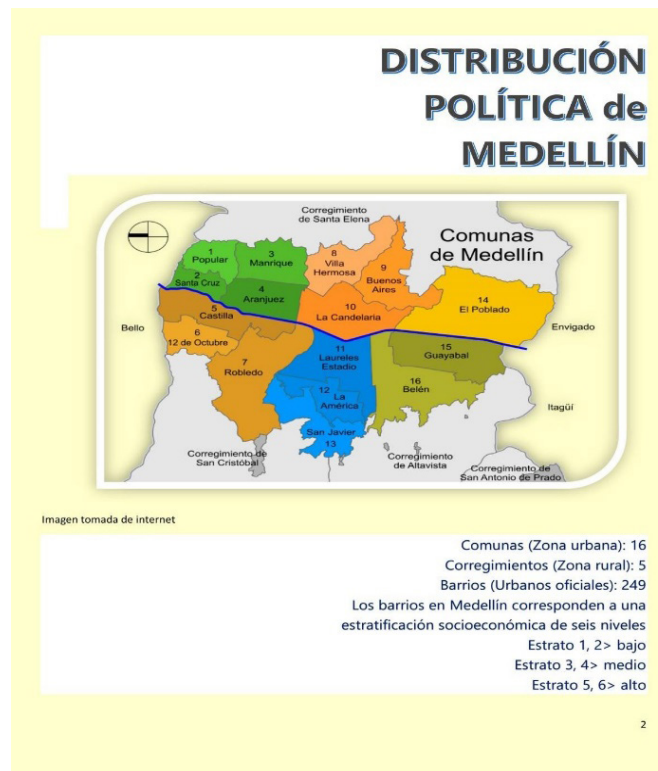 DISTRIBUCIÓN
POLÍTICA de
MEDELLÍN
Corregimiento
de Santa Elena
Comunas
de Medellín
1
Popular
3
Manrique
8
Villa
Hermosa
9
Buenos
Aires
2
Santa Cruz
4
Aranjuez
10
La Candelaria
14
El Poblado
5
Castilla
Bello
6
12 de Octubre
Envigado
7
Robledo
11
Laureles
Estadio
15
Guayabal
16
Belén
12
La
América
Itagüí
San Javier
13
Corregimiento de
San Cristóbal
Corregimiento
de Altavista
Corregimiento de
San Antonio de Prado
Imagen tomada de internet
Comunas (Zona urbana): 16
Corregimientos (Zona rural): 5
Barrios (Urbanos oficiales): 249
Los barrios en Medellín corresponden a una
estratificación socioeconómica de seis niveles
Estrato 1, 2> bajo
Estrato 3, 4> medio
Estrato 5, 6> alto
2